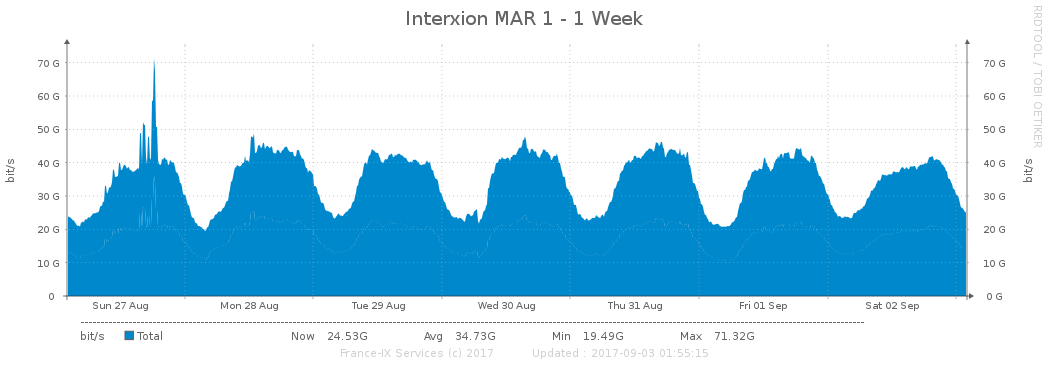 Interxion MAR 1 - 1 Week
RRDTOOL / TOBI OETIKER
70 G 70 G
60 G 60 G
50 G 50 G
40 G 40 G
30 G 30 G
20 G 20 G
10 G 10 G
0 0 G
bit/s bit/s
Sun 27 Aug Mon 28 Aug Tue 29 Aug Wed 30 Aug Thu 31 Aug Fri 01 Sep Sat 02 Sep
bit/s Total Now 24.53G Avg 34.73G Min 19.49G Max 71.32G
France-IX Services (c) 2017 Updated : 2017-09-03 01:55:15